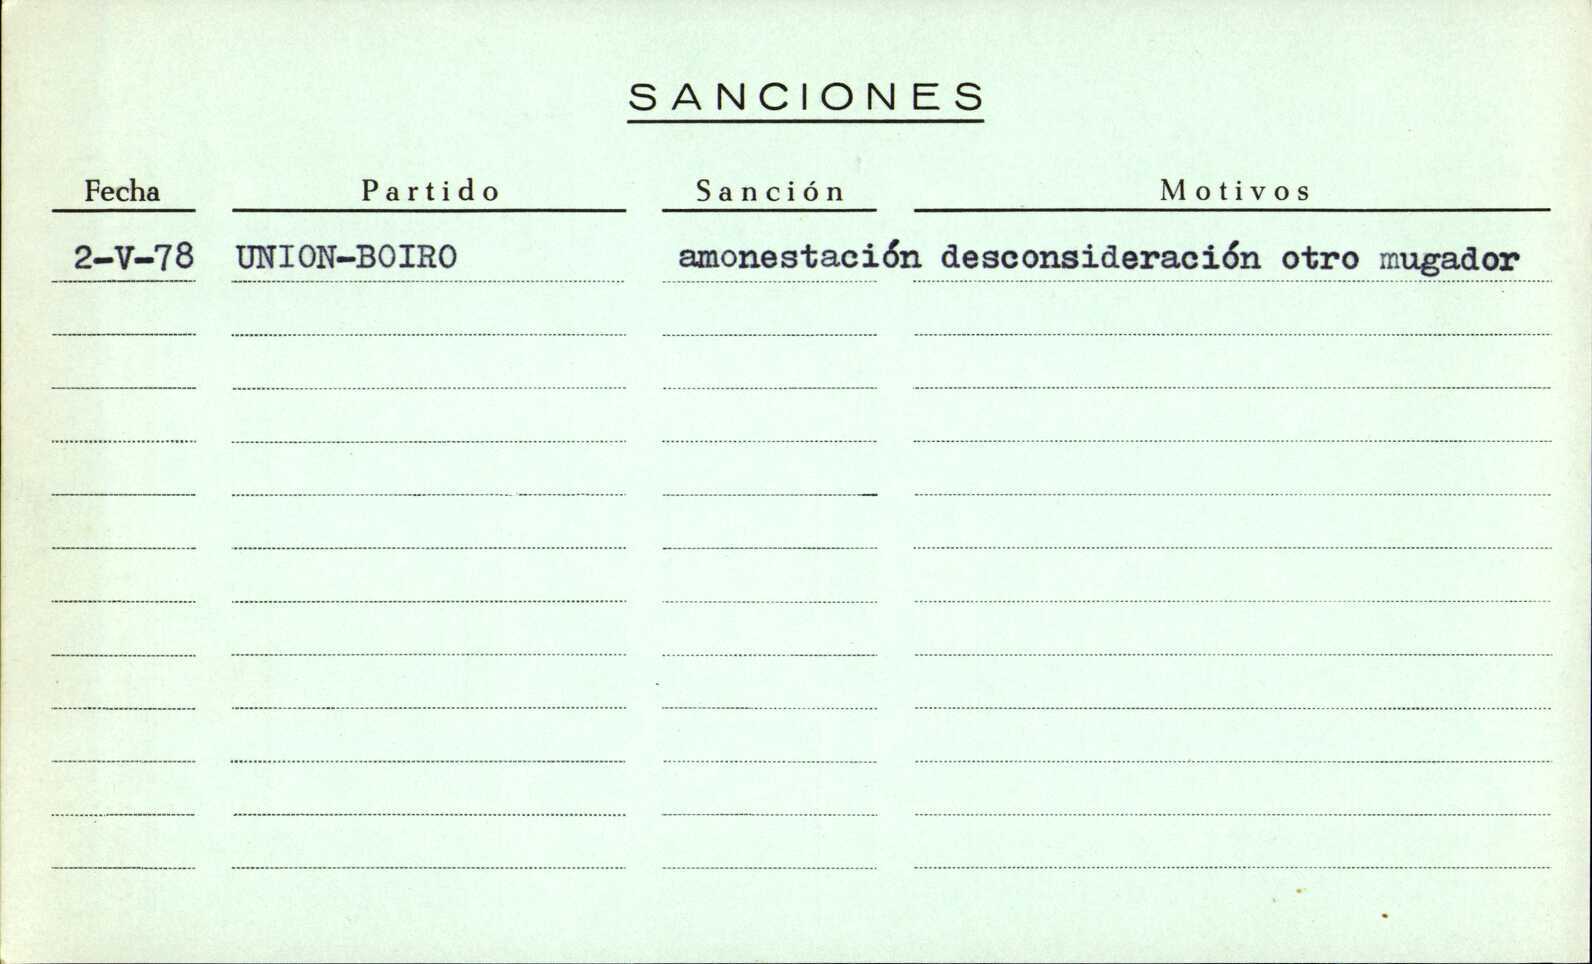 SANCIONES
Fecha Partido Sanción Motivos
2-V-78 UNION-BOIRO amonestación desconsideración otro mugador